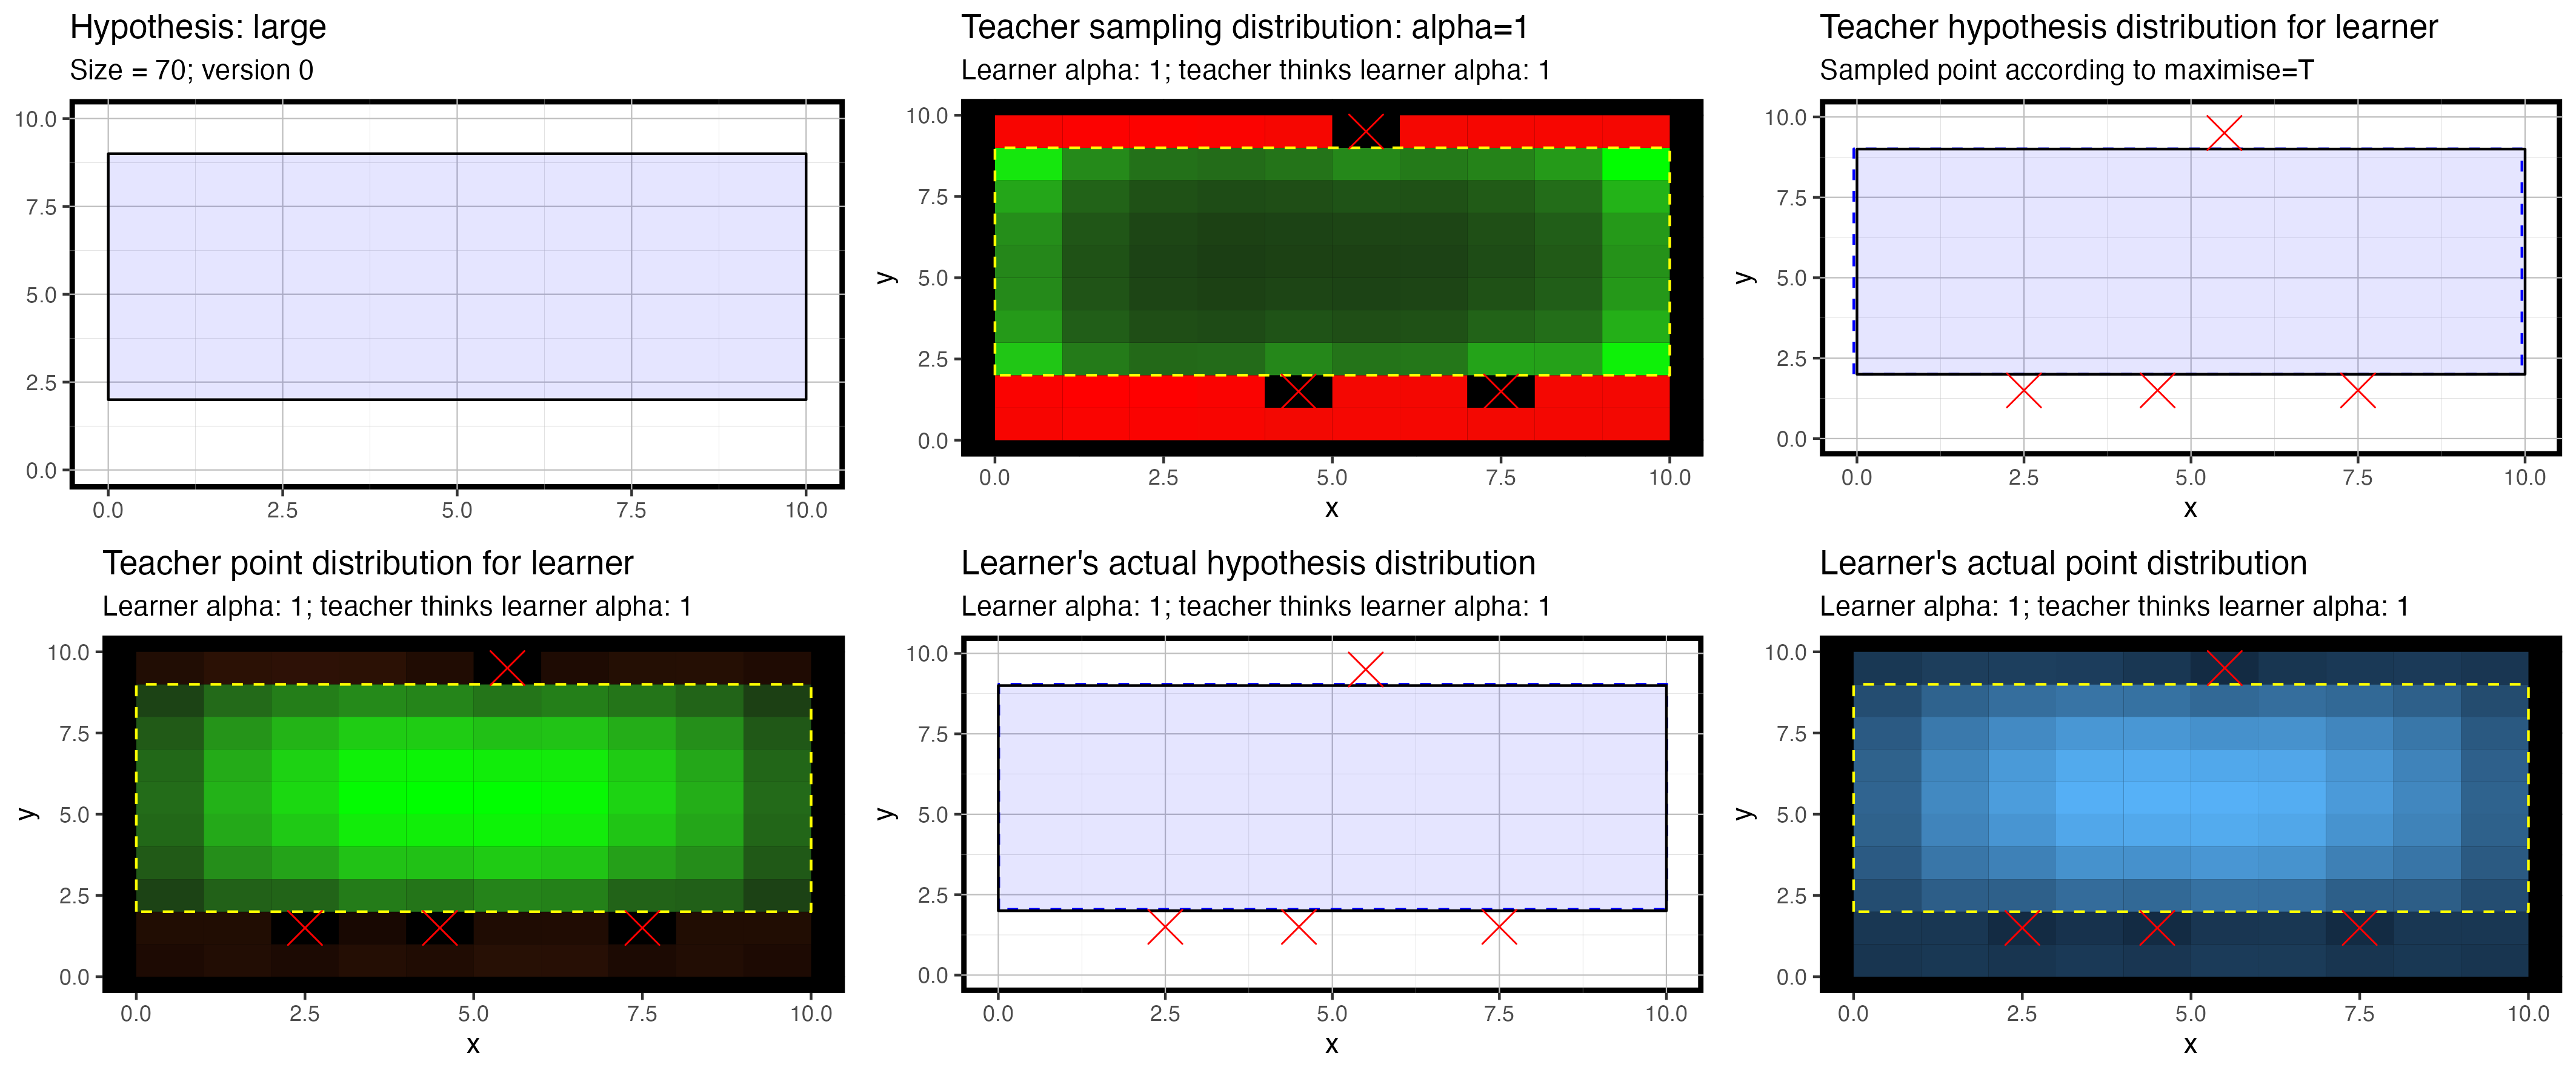 Hypothesis: large
Size = 70; version 0
10.0
7.5
5.0
2.5
0.0
0.0 2.5 5.0 7.5 10.0
Teacher sampling distribution: alpha=1
Learner alpha: 1; teacher thinks learner alpha: 1
10.0
7.5
5.0
2.5
0.0
y
0.0 2.5 5.0 7.5 10.0
x
Teacher hypothesis distribution for learner
Sampled point according to maximise=T
10.0
7.5
5.0
2.5
0.0
y
0.0 2.5 5.0 7.5 10.0
x
Teacher point distribution for learner
Learner alpha: 1; teacher thinks learner alpha: 1
10.0
7.5
5.0
2.5
0.0
y
0.0 2.5 5.0 7.5 10.0
x
Learner's actual hypothesis distribution
Learner alpha: 1; teacher thinks learner alpha: 1
10.0
7.5
5.0
2.5
0.0
y
0.0 2.5 5.0 7.5 10.0
x
Learner's actual point distribution
Learner alpha: 1; teacher thinks learner alpha: 1
10.0
7.5
5.0
2.5
0.0
y
0.0 2.5 5.0 7.5 10.0
x